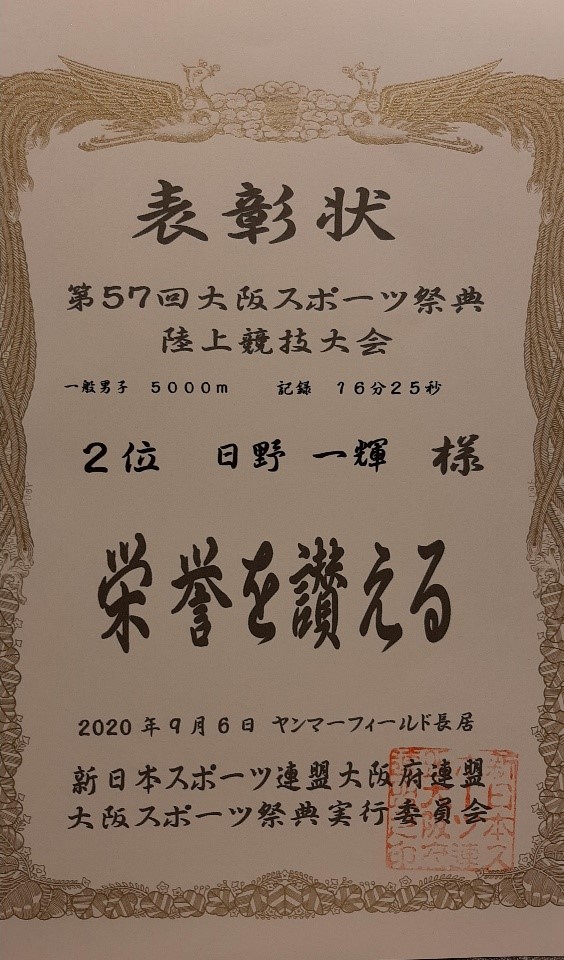 表彰状
第57回大阪スポーツ祭典
陸上競技大会
一般男子 5000m 記録 16分25秒
2位 日野 一輝 様
栄誉を讃える
2020年9月6日 ヤンマーフィールド長居
新日本スポーツ連盟大阪府連盟
大阪スポーツ祭典実行委員会